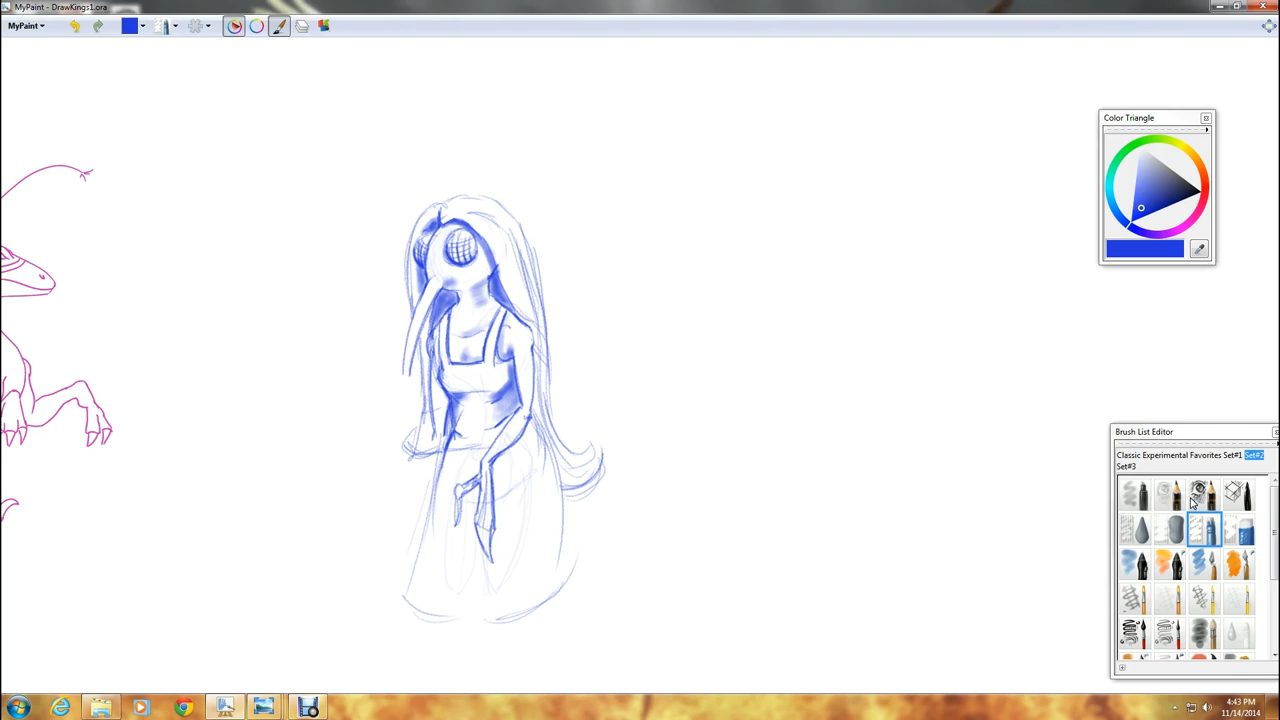 MyPaint - DrawKings1.ora
MyPaint
Color Triangle
Brush List Editor
Classic Experimental Favorites Set#1 Set#2
Set#3
4:43 PM
11/14/2014